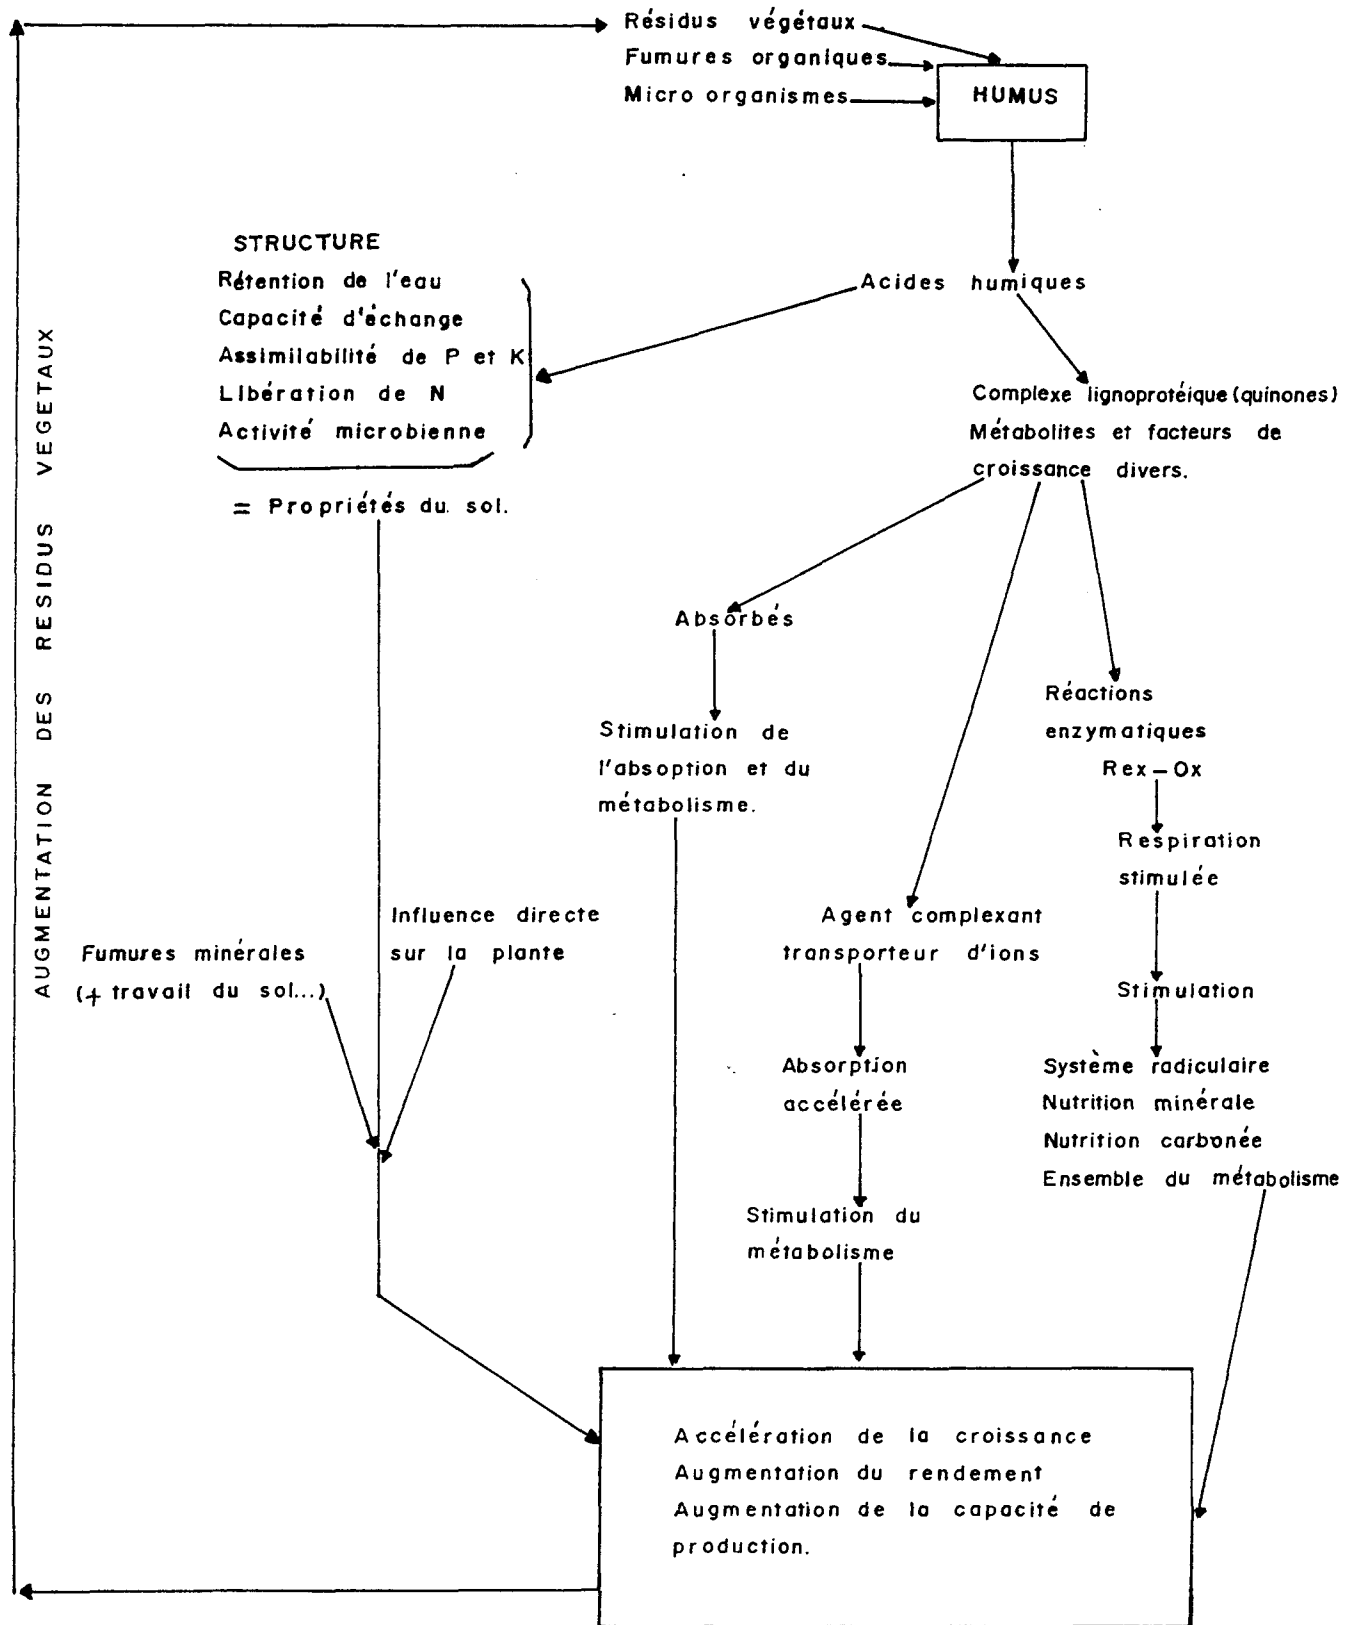 Résidus végétaux
Fumures organiques
Micro organismes
HUMUS
STRUCTURE
Rétention de l'eau
Capacité d'échange
Assimilabilité de P et K
Libération de N
Activité microbienne
= Propriétés du sol.
Acides humiques
Complexe lignoprotéique (quinones)
Métabolites et facteurs de
croissance divers.
AUGMENTATION DES RESIDUS VEGETAUX
Absorbés
Stimulation de
l'absoption et du
métabolisme.
Réactions
enzymatiques
Rex – Ox
Respiration
stimulée
Stimulation
Système radiculaire
Nutrition minérale
Nutrition carbonée
Ensemble du métabolisme
Agent complexant
transporteur d'ions
Absorption
accélérée
Stimulation du
métabolisme
Influence directe
sur la plante
Fumures minérales
(+ travail du sol...)
Accélération de la croissance
Augmentation du rendement
Augmentation de la capacité de
production.